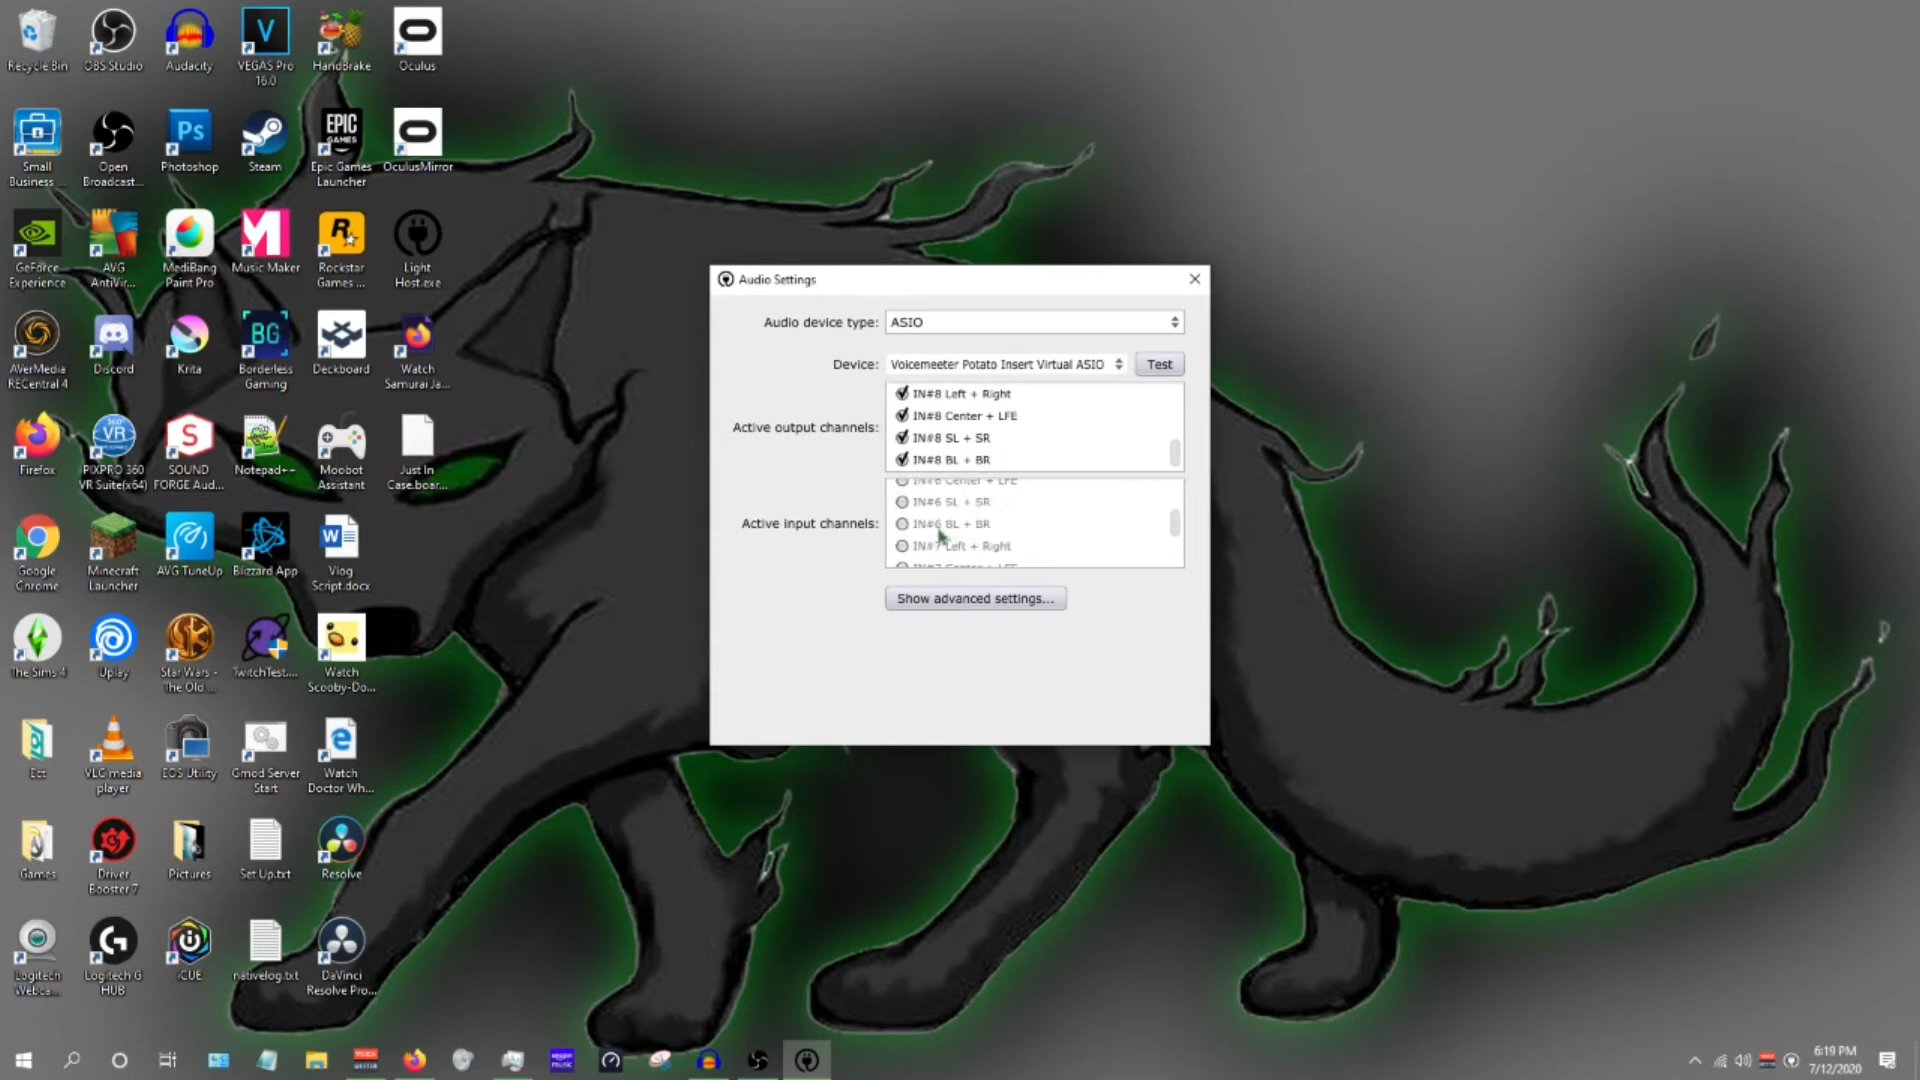 Recycle Bin
OBS Studio
Audacity
VEGAS Pro
16.0
HandBrake
Oculus
Small
Business ...
Open
Broadcast...
Photoshop
Steam
Epic Games
Launcher
OculusMirror
GeForce
Experience
AVG
AntiVir...
MediBang
Paint Pro
Music Maker
Rockstar
Games ...
Light
Host.exe
AVerMedia
RECentral 4
Discord
Krita
Borderless
Gaming
Deckboard
Watch
Samurai Ja...
Firefox
PIXPRO 360
VR Suite(x64)
SOUND
FORGE Aud...
Notepad++
Moobot
Assistant
Just In
Case.boar...
Google
Chrome
Minecraft
Launcher
AVG TuneUp
Blizzard App
Vlog
Script.docx
The Sims 4
Uplay
Star Wars -
The Old ...
TwitchTest....
Watch
Scooby-Do...
Ect
VLC media
player
EOS Utility
Gmod Server
Start
Watch
Doctor Wh...
Games
Driver
Booster 7
Pictures
Set Up.txt
Resolve
Logitech
Webca...
Logitech G
HUB
iCUE
nativelog.txt
DaVinci
Resolve Pro...
Audio Settings
Audio device type:
ASIO
Device:
Voicemeeter Potato Insert Virtual ASIO
Test
Active output channels:
IN#8 Left + Right
IN#8 Center + LFE
IN#8 SL + SR
IN#8 BL + BR
Active input channels:
IN#6 Center + LFE
IN#6 SL + SR
IN#6 BL + BR
IN#7 Left + Right
IN#7 Center + LFE
Show advanced settings...
6:19 PM
7/12/2020